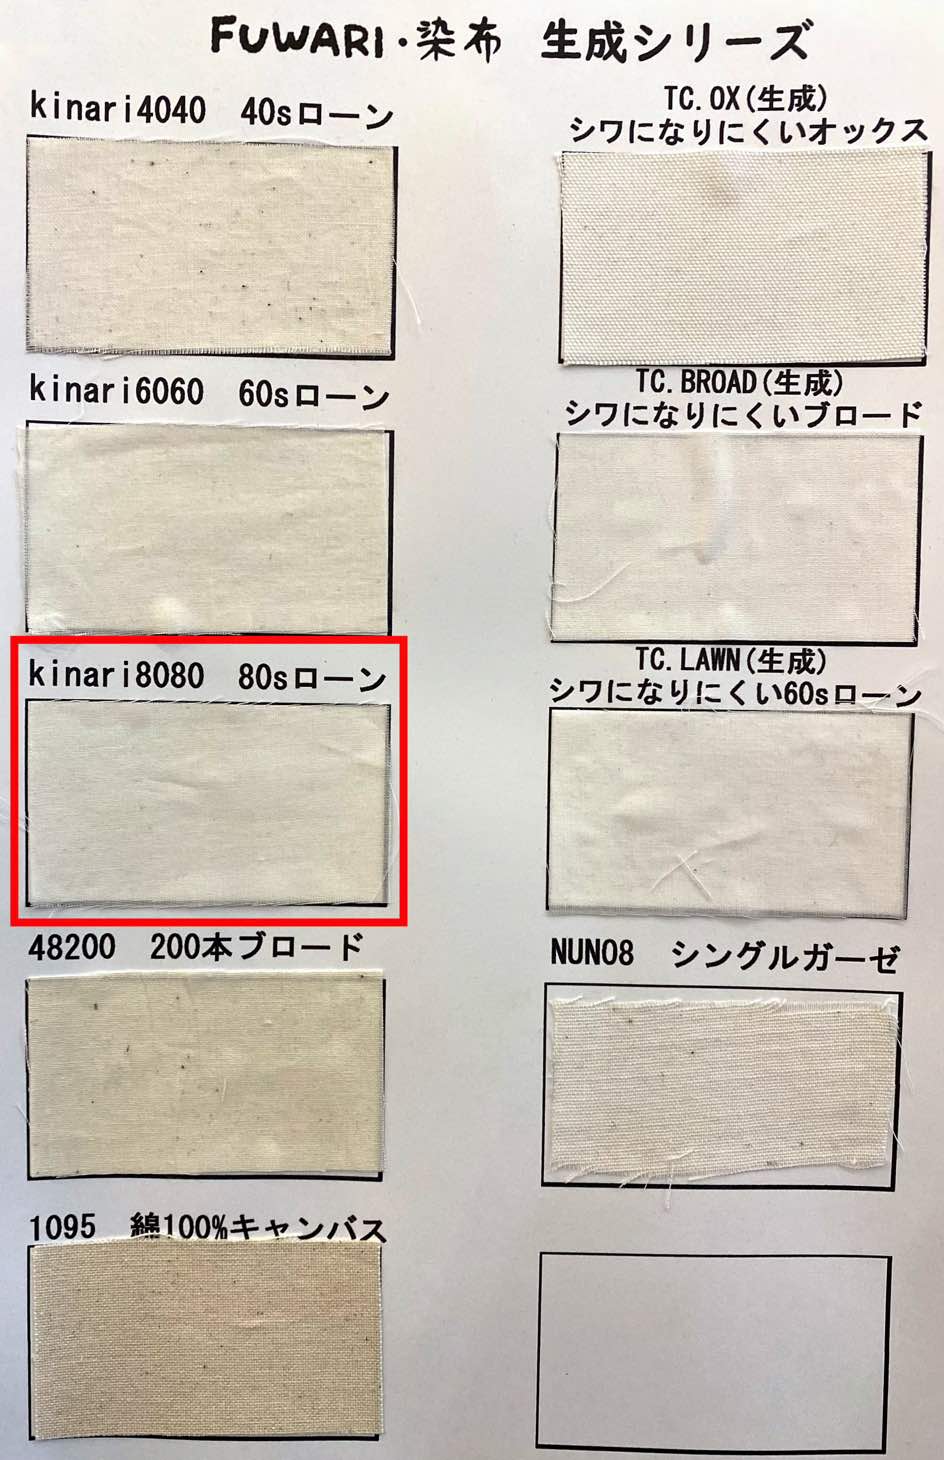 FUWARI・染布 生成シリーズ
kinari4040 40sローン
TC.OX(生成)
シワになりにくいオックス
kinari6060 60sローン
TC.BROAD(生成)
シワになりにくいブロード
kinari8080 80sローン
TC.LAWN(生成)
シワになりにくい60sローン
48200 200本ブロード
NUNO8 シングルガーゼ
1095 綿100%キャンバス